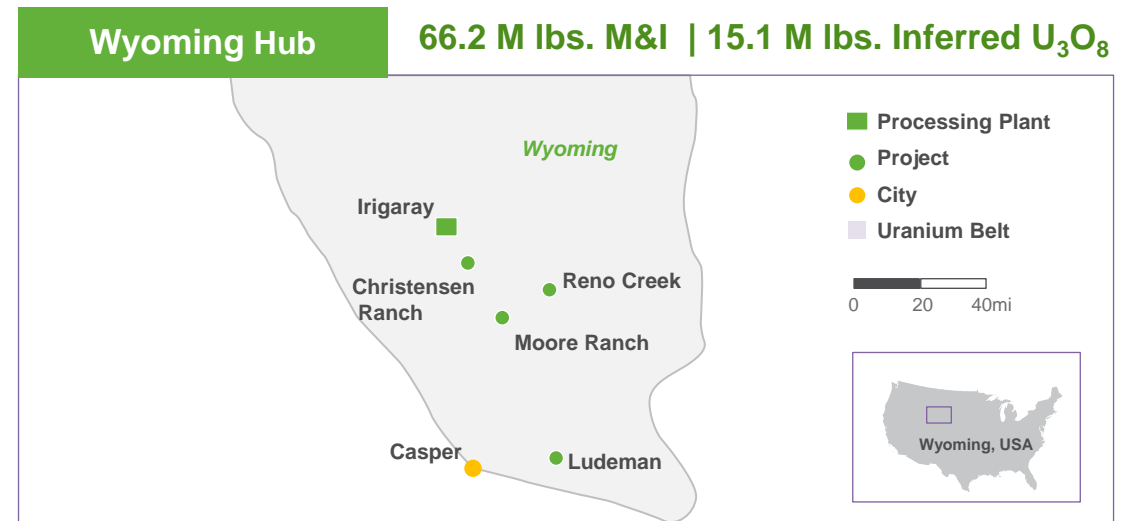 Wyoming Hub
66.2 M lbs. M&I | 15.1 M lbs. Inferred U₃O₈
Wyoming
Irigaray
Christensen
Ranch
Reno Creek
Moore Ranch
Casper
Ludeman
Processing Plant
Project
City
Uranium Belt
0 20 40mi
Wyoming, USA